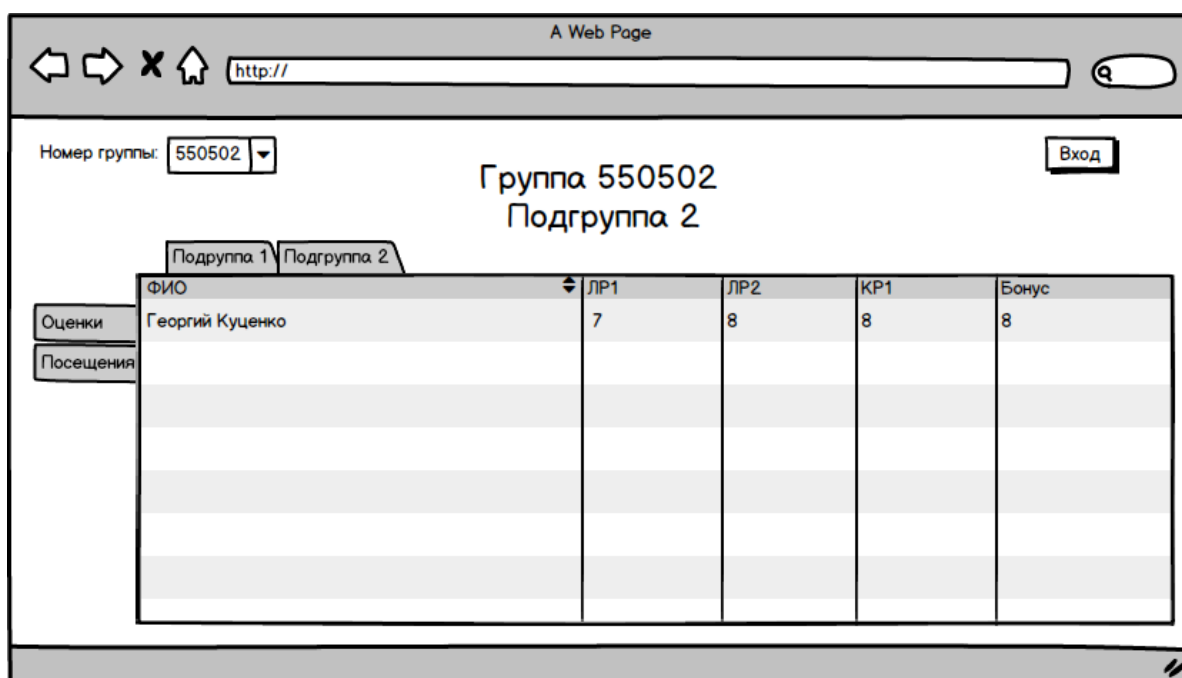 A Web Page
http://
Номер группы: 550502
Вход
Группа 550502
Подгруппа 2
Подруппа 1 Подгруппа 2
ФИО ЛР1 ЛР2 КР1 Бонус
Оценки
Георгий Куценко 7 8 8 8
Посещения